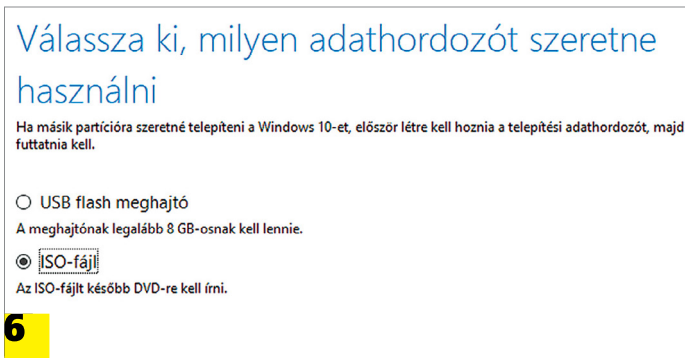 Válassza ki, milyen adathordozót szeretne
használni
Ha másik partícióra szeretné telepíteni a Windows 10-et, először létre kell hoznia a telepítési adathordozót, majd
futtatnia kell.
USB flash meghajtó
A meghajtónak legalább 8 GB-osnak kell lennie.
ISO-fájl
Az ISO-fájlt később DVD-re kell írni.
6